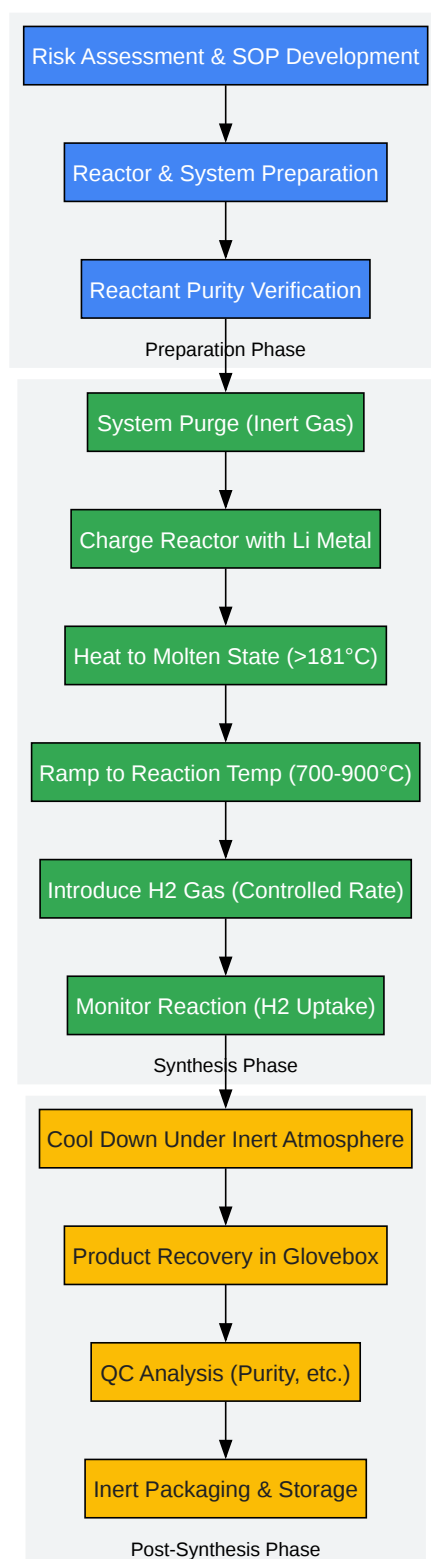 Risk Assessment & SOP Development
Reactor & System Preparation
Reactant Purity Verification
Preparation Phase
System Purge (Inert Gas)
Charge Reactor with Li Metal
Heat to Molten State (>181°C)
Ramp to Reaction Temp (700-900°C)
Introduce H2 Gas (Controlled Rate)
Monitor Reaction (H2 Uptake)
Synthesis Phase
Cool Down Under Inert Atmosphere
Product Recovery in Glovebox
QC Analysis (Purity, etc.)
Inert Packaging & Storage
Post-Synthesis Phase